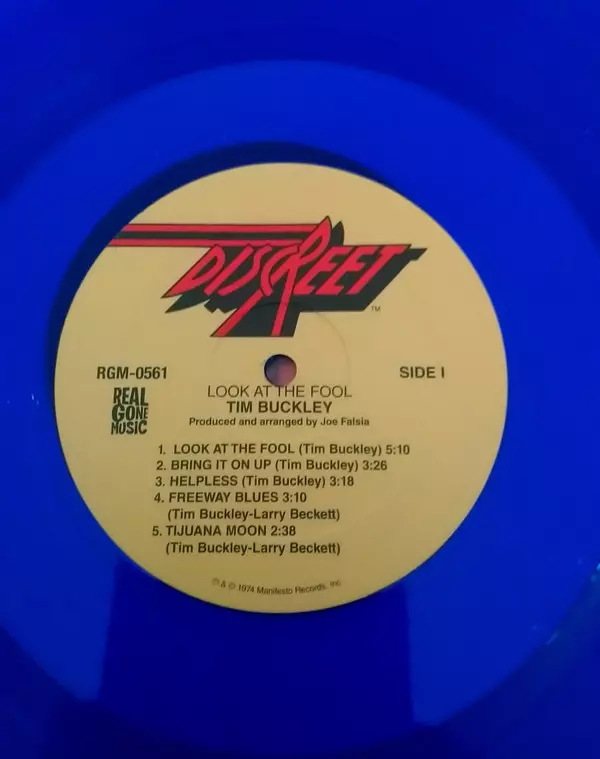 DISCREET
TM
RGM-0561
SIDE I
REAL
GONE
MUSIC
LOOK AT THE FOOL
TIM BUCKLEY
Produced and arranged by Joe Falsia
1. LOOK AT THE FOOL (Tim Buckley) 5:10
2. BRING IT ON UP (Tim Buckley) 3:26
3. HELPLESS (Tim Buckley) 3:18
4. FREEWAY BLUES 3:10
(Tim Buckley-Larry Beckett)
5. TIJUANA MOON 2:38
(Tim Buckley-Larry Beckett)
℗ & © 1974 Manifesto Records, Inc.